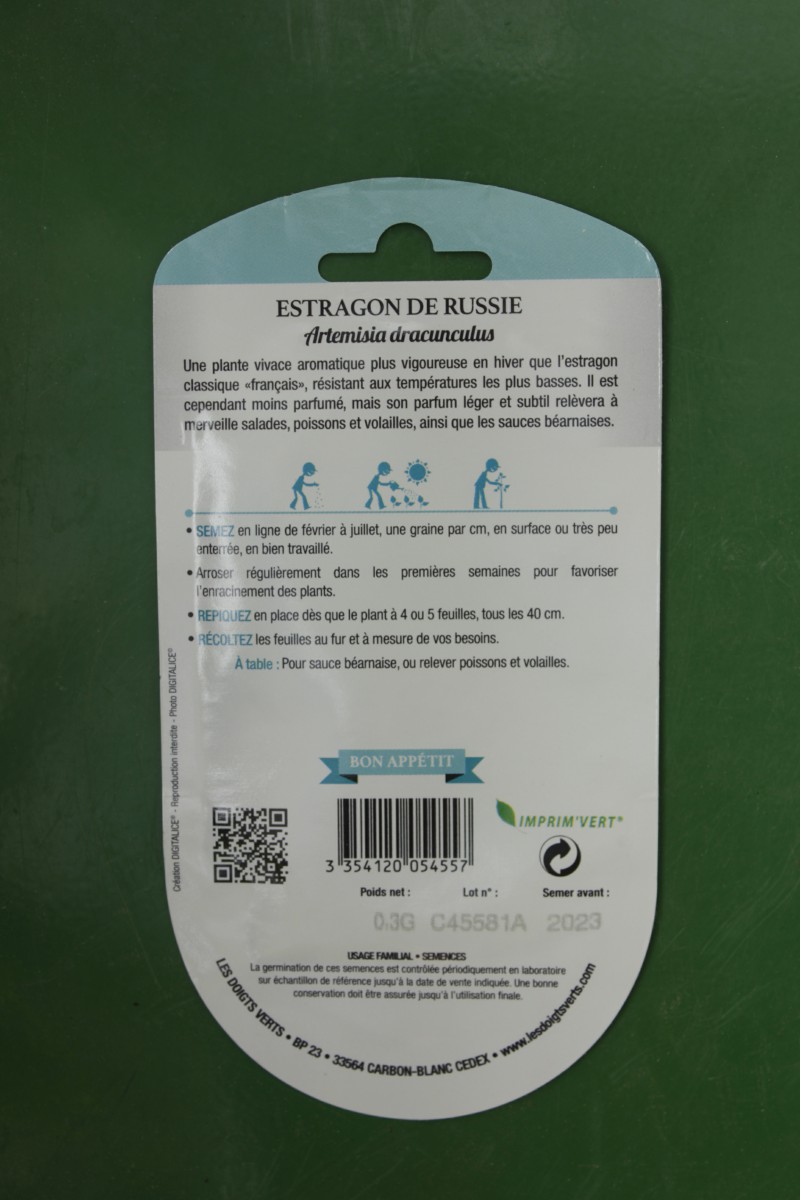 ESTRAGON DE RUSSIE
Artemisia dracunculus
Une plante vivace aromatique plus vigoureuse en hiver que l'estragon
classique «français», résistant aux températures les plus basses. Il est
cependant moins parfumé, mais son parfum léger et subtil relèvera à
merveille salades, poissons et volailles, ainsi que les sauces béarnaises.
• SEMEZ en ligne de février à juillet, une graine par cm, en surface ou très peu
enterrée, en bien travaillé.
• Arroser régulièrement dans les premières semaines pour favoriser
l'enracinement des plants.
• REPIQUEZ en place dès que le plant à 4 ou 5 feuilles, tous les 40 cm.
• RÉCOLTEZ les feuilles au fur et à mesure de vos besoins.
À table : Pour sauce béarnaise, ou relever poissons et volailles.
Création DIGITALICE® - Reproduction interdite - Photo DIGITALICE®
BON APPÉTIT
IMPRIM'VERT®
3 354120 054557
Poids net : Lot n° : Semer avant :
0.3G C45581A 2023
USAGE FAMILIAL • SEMENCES
La germination de ces semences est contrôlée périodiquement en laboratoire
sur échantillon de référence jusqu'à la date de vente indiquée. Une bonne
conservation doit être assurée jusqu'à l'utilisation finale.
LES DOIGTS VERTS • BP 23 • 33564 CARBON-BLANC CEDEX • www.lesdoigtsverts.com